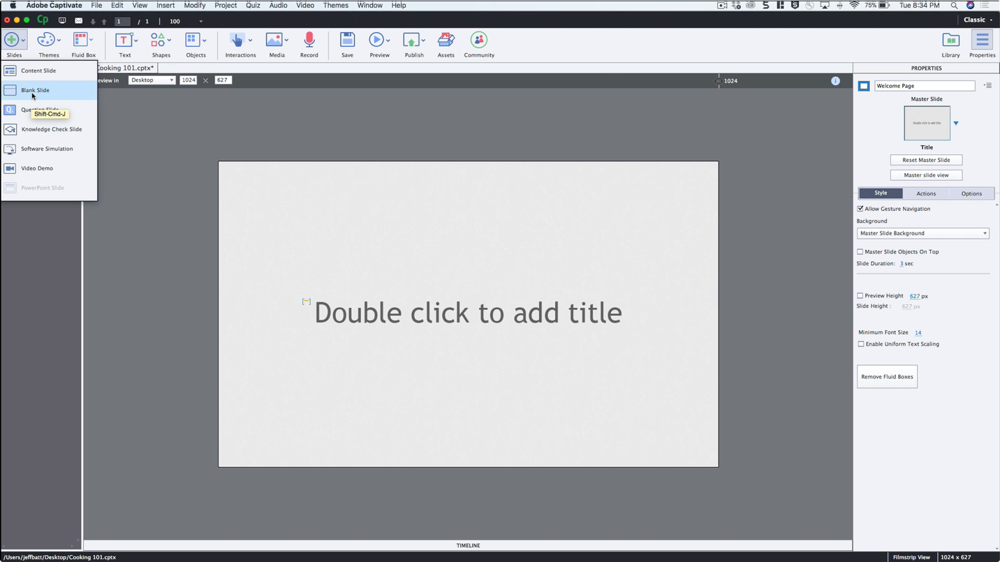 Adobe Captivate File Edit View Insert Modify Project Quiz Audio Video Themes Window Help 75% Tue 8:34 PM
Cp 1 / 1 100 Classic
Slides Themes Fluid Box Text Shapes Objects Interactions Media Record Save Preview Publish Assets Community Library Properties
Cooking 101.cptx*
eview in Desktop 1024 627 1024
Content Slide
Blank Slide
Question Slide
Shift-Cmd-J
Knowledge Check Slide
Software Simulation
Video Demo
PowerPoint Slide
Double click to add title
PROPERTIES
Welcome Page
Master Slide
Double click to add title
Title
Reset Master Slide
Master slide view
Style Actions Options
Allow Gesture Navigation
Background
Master Slide Background
Master Slide Objects On Top
Slide Duration: 3 sec
Preview Height 627 px
Slide Height : 627 px
Minimum Font Size 14
Enable Uniform Text Scaling
Remove Fluid Boxes
TIMELINE
/Users/jeffbatt/Desktop/Cooking 101.cptx Filmstrip View 1024 x 627